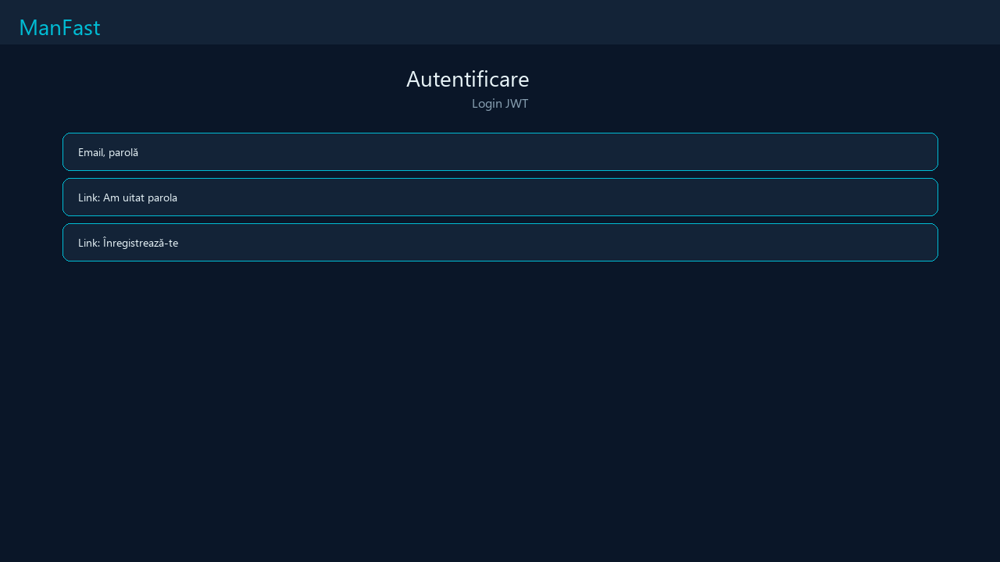 ManFast
Autentificare
Login JWT
Email, parolă
Link: Am uitat parola
Link: Înregistrează-te